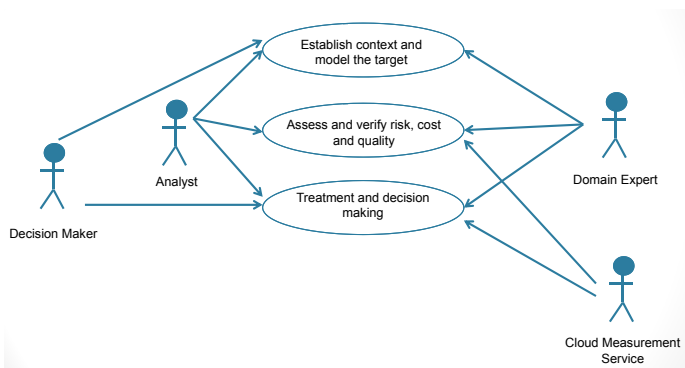 Establish context and
model the target
Assess and verify risk, cost
and quality
Analyst
Domain Expert
Treatment and decision
making
Decision Maker
Cloud Measurement
Service